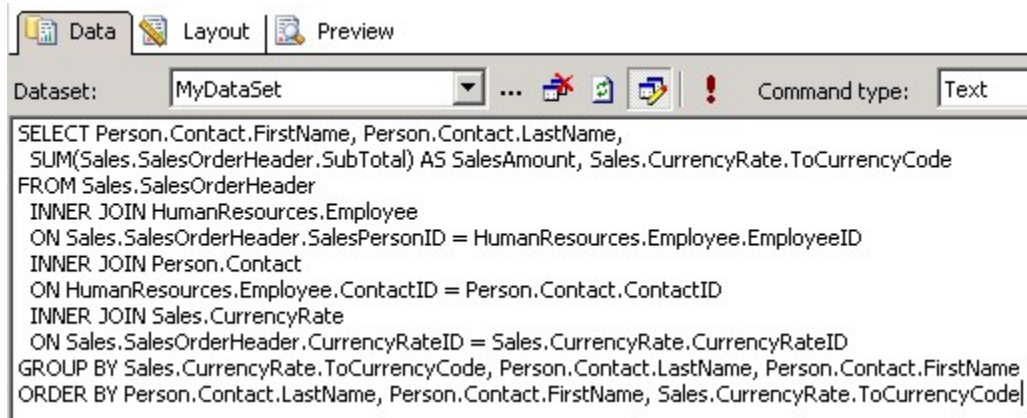 Data Layout Preview
Dataset: MyDataSet ... Command type: Text
SELECT Person.Contact.FirstName, Person.Contact.LastName,
SUM(Sales.SalesOrderHeader.SubTotal) AS SalesAmount, Sales.CurrencyRate.ToCurrencyCode
FROM Sales.SalesOrderHeader
INNER JOIN HumanResources.Employee
ON Sales.SalesOrderHeader.SalesPersonID = HumanResources.Employee.EmployeeID
INNER JOIN Person.Contact
ON HumanResources.Employee.ContactID = Person.Contact.ContactID
INNER JOIN Sales.CurrencyRate
ON Sales.SalesOrderHeader.CurrencyRateID = Sales.CurrencyRate.CurrencyRateID
GROUP BY Sales.CurrencyRate.ToCurrencyCode, Person.Contact.LastName, Person.Contact.FirstName
ORDER BY Person.Contact.LastName, Person.Contact.FirstName, Sales.CurrencyRate.ToCurrencyCode